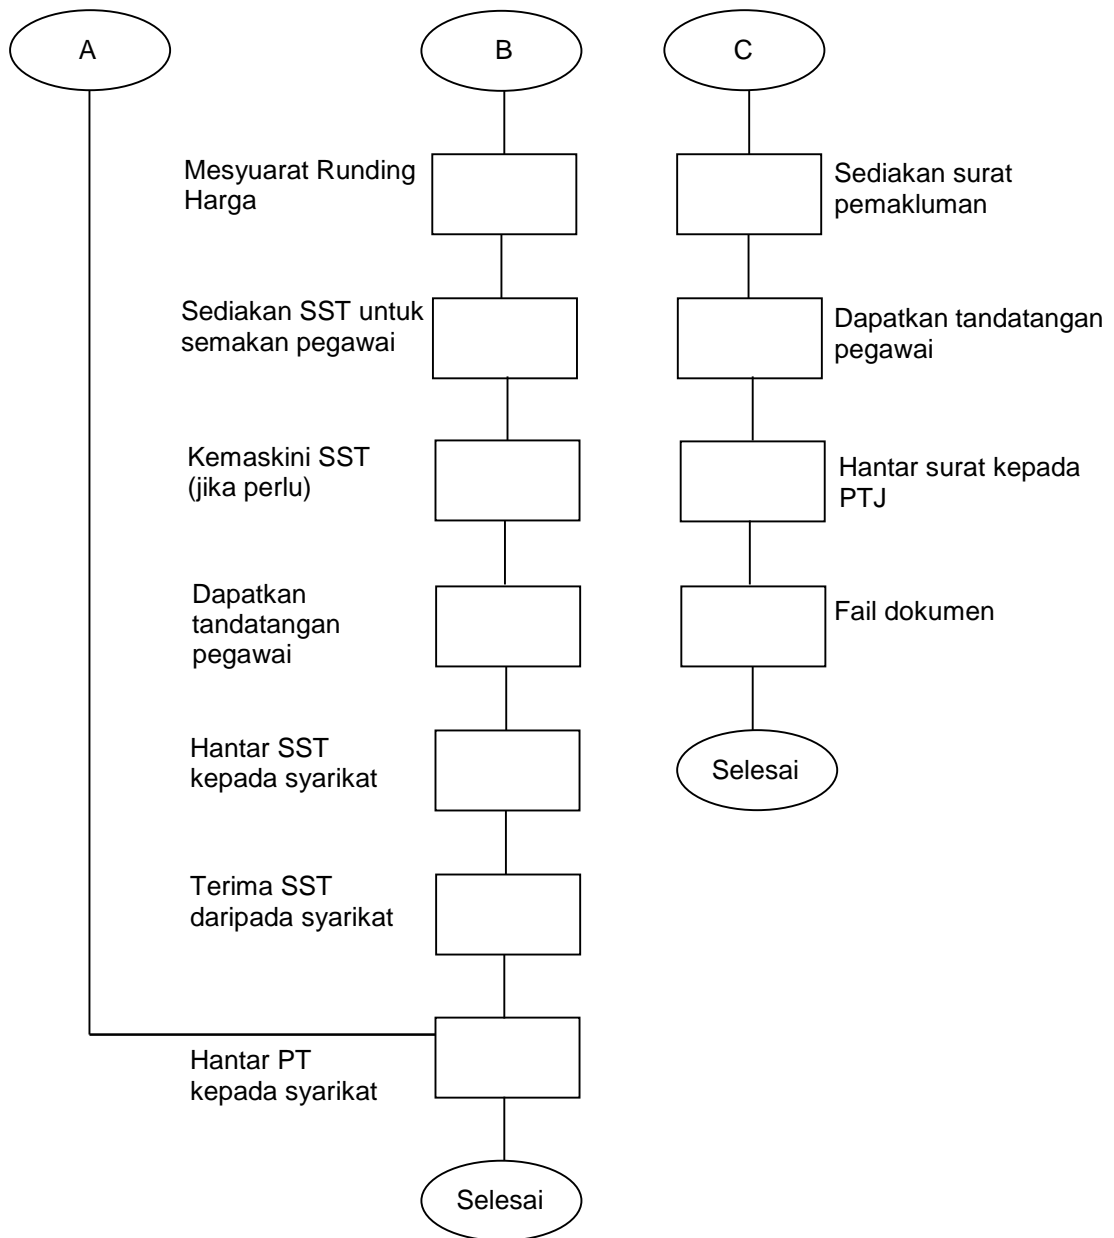 A
B
C
Mesyuarat Runding
Harga
Sediakan surat
pemakluman
Sediakan SST untuk
semakan pegawai
Dapatkan tandatangan
pegawai
Kemaskini SST
(jika perlu)
Hantar surat kepada
PTJ
Dapatkan
tandatangan
pegawai
Fail dokumen
Hantar SST
kepada syarikat
Selesai
Terima SST
daripada syarikat
Hantar PT
kepada syarikat
Selesai